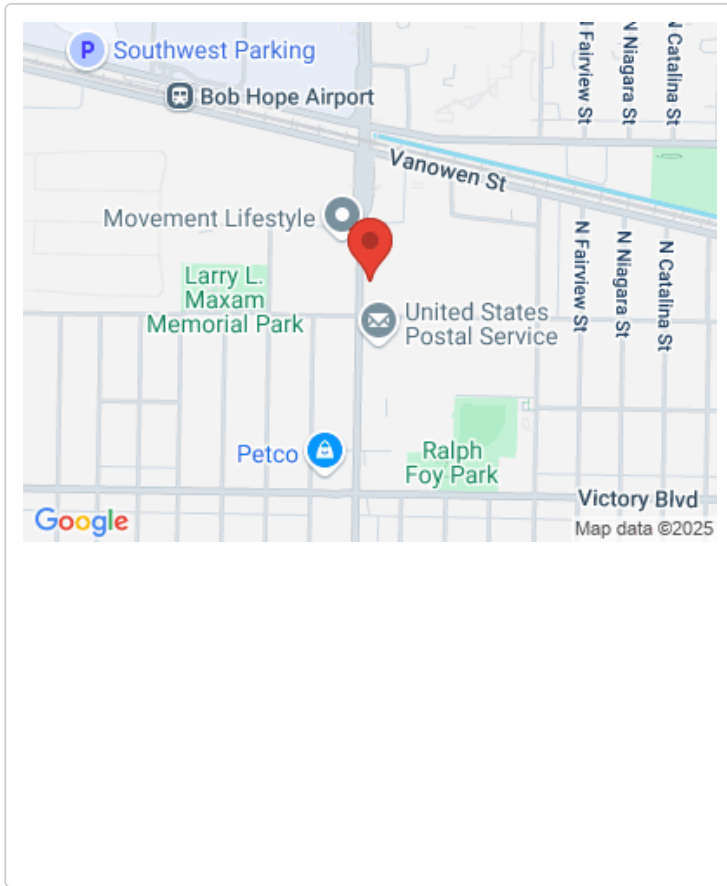 P
Southwest Parking
Bob Hope Airport
N Fairview St
N Niagara St
N Catalina St
Vanowen St
Movement Lifestyle
Larry L.
Maxam
Memorial Park
United States
Postal Service
N Fairview St
N Niagara St
N Catalina St
Petco
Ralph
Foy Park
Victory Blvd
Google
Map data ©2025